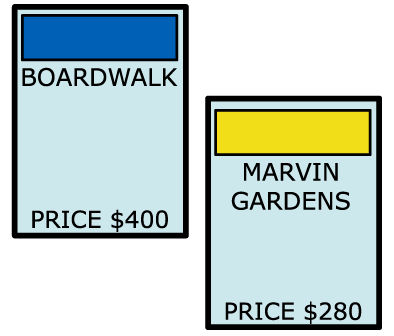 BOARDWALK
PRICE $400
MARVIN
GARDENS
PRICE $280